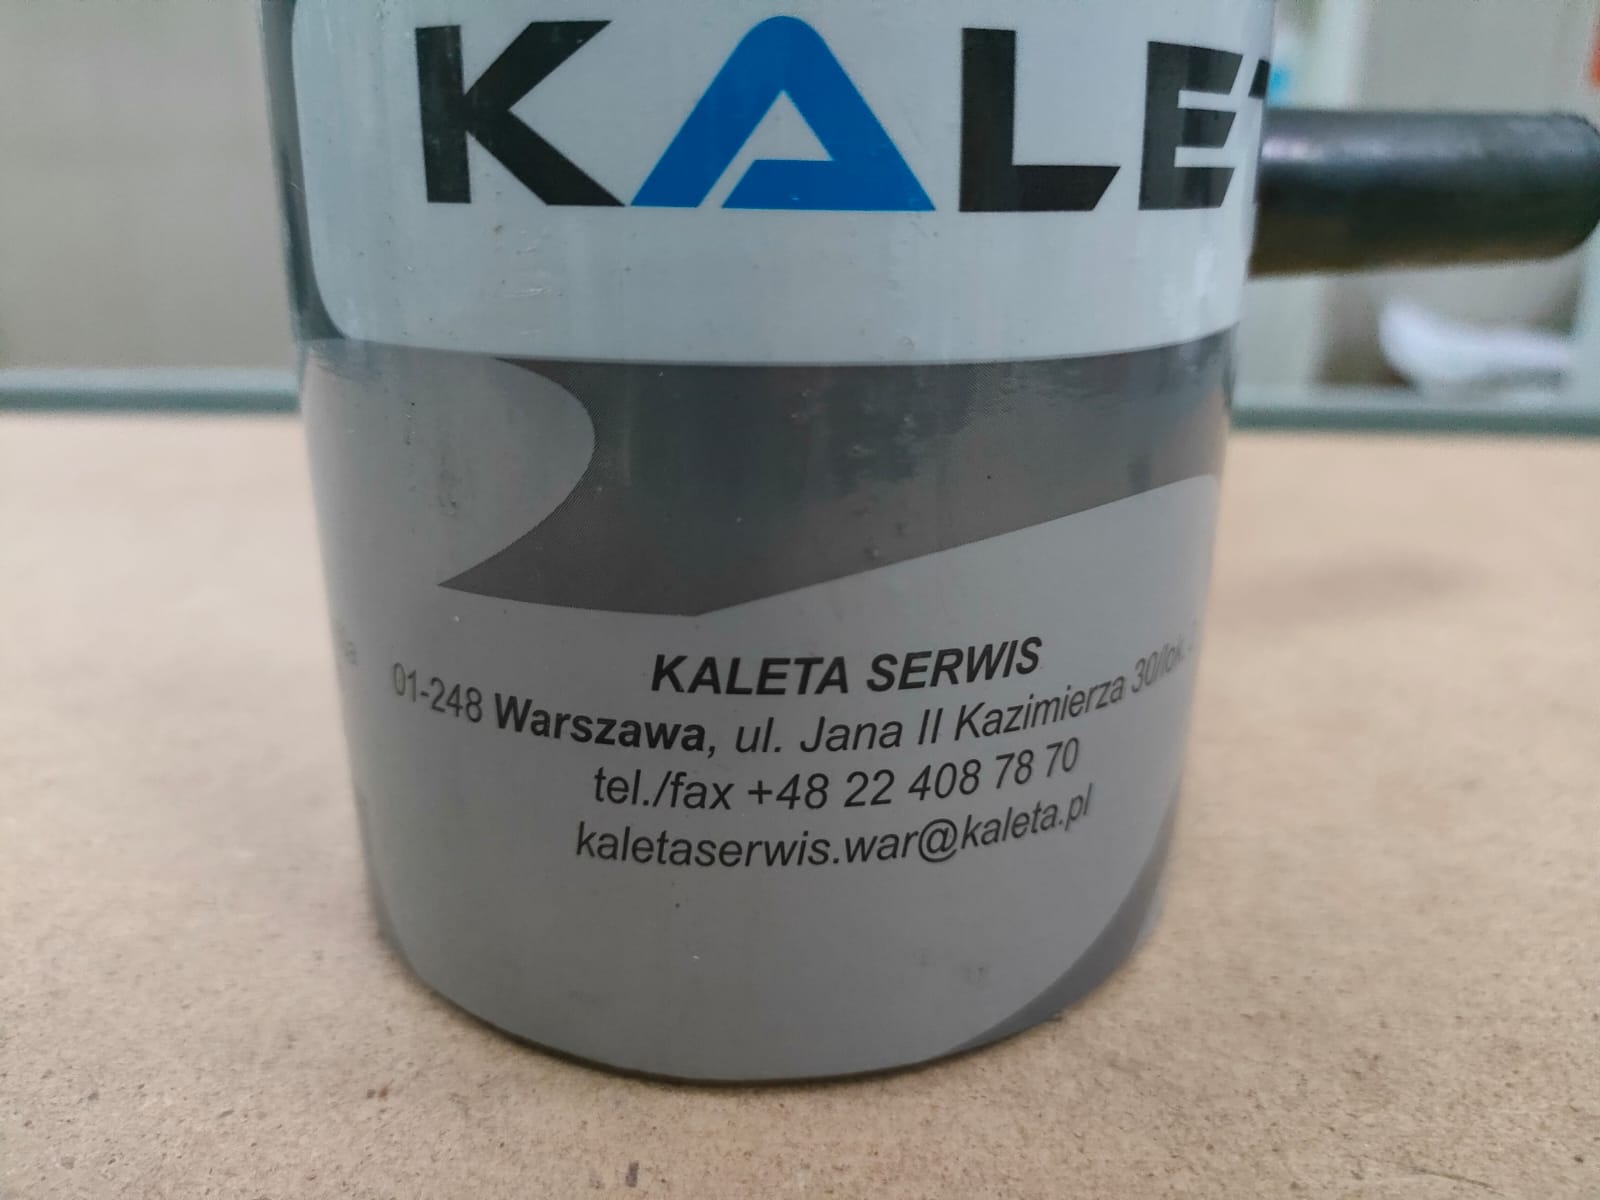 KALE
KALETA SERWIS
01-248 Warszawa, ul. Jana II Kazimierza 30/lok.
tel./fax +48 22 408 78 70
kaletaserwis.war@kaleta.pl